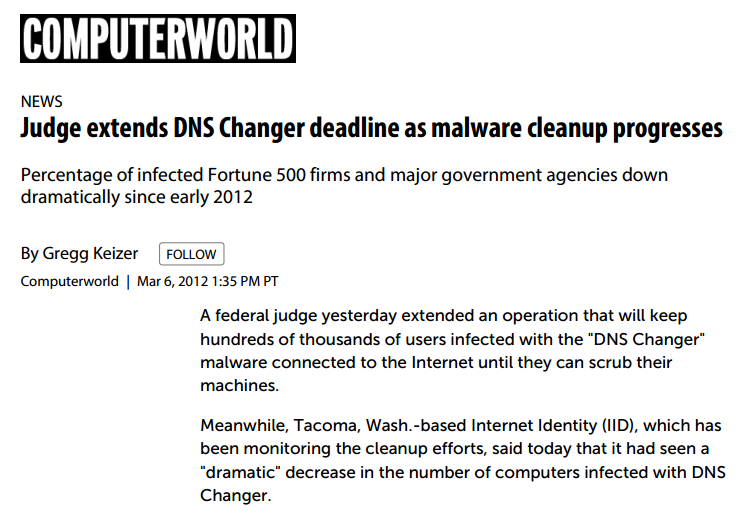 COMPUTERWORLD
NEWS
Judge extends DNS Changer deadline as malware cleanup progresses
Percentage of infected Fortune 500 firms and major government agencies down
dramatically since early 2012
By Gregg Keizer FOLLOW
Computerworld | Mar 6, 2012 1:35 PM PT
A federal judge yesterday extended an operation that will keep
hundreds of thousands of users infected with the "DNS Changer"
malware connected to the Internet until they can scrub their
machines.
Meanwhile, Tacoma, Wash.-based Internet Identity (IID), which has
been monitoring the cleanup efforts, said today that it had seen a
"dramatic" decrease in the number of computers infected with DNS
Changer.